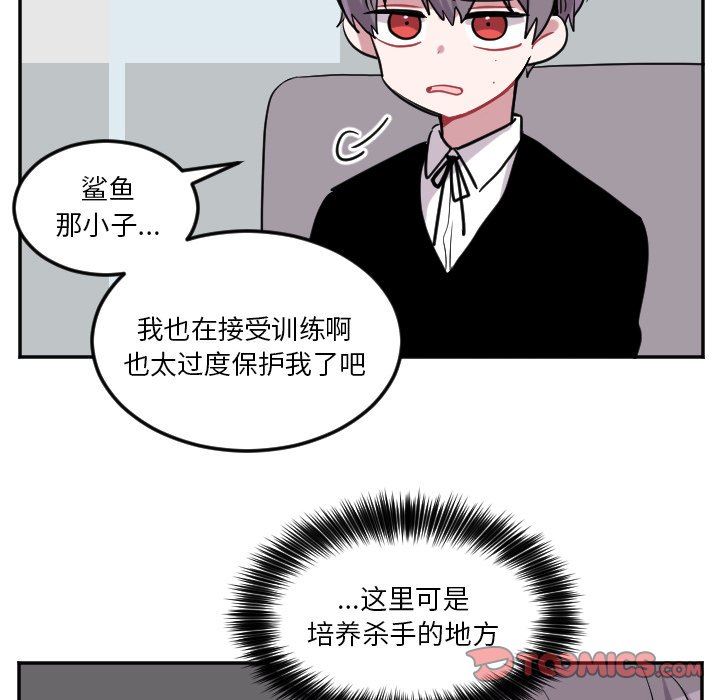 鲨鱼
那小子...
我也在接受训练啊
也太过度保护我了吧
...这里可是
培养杀手的地方
TOOMICS.COM